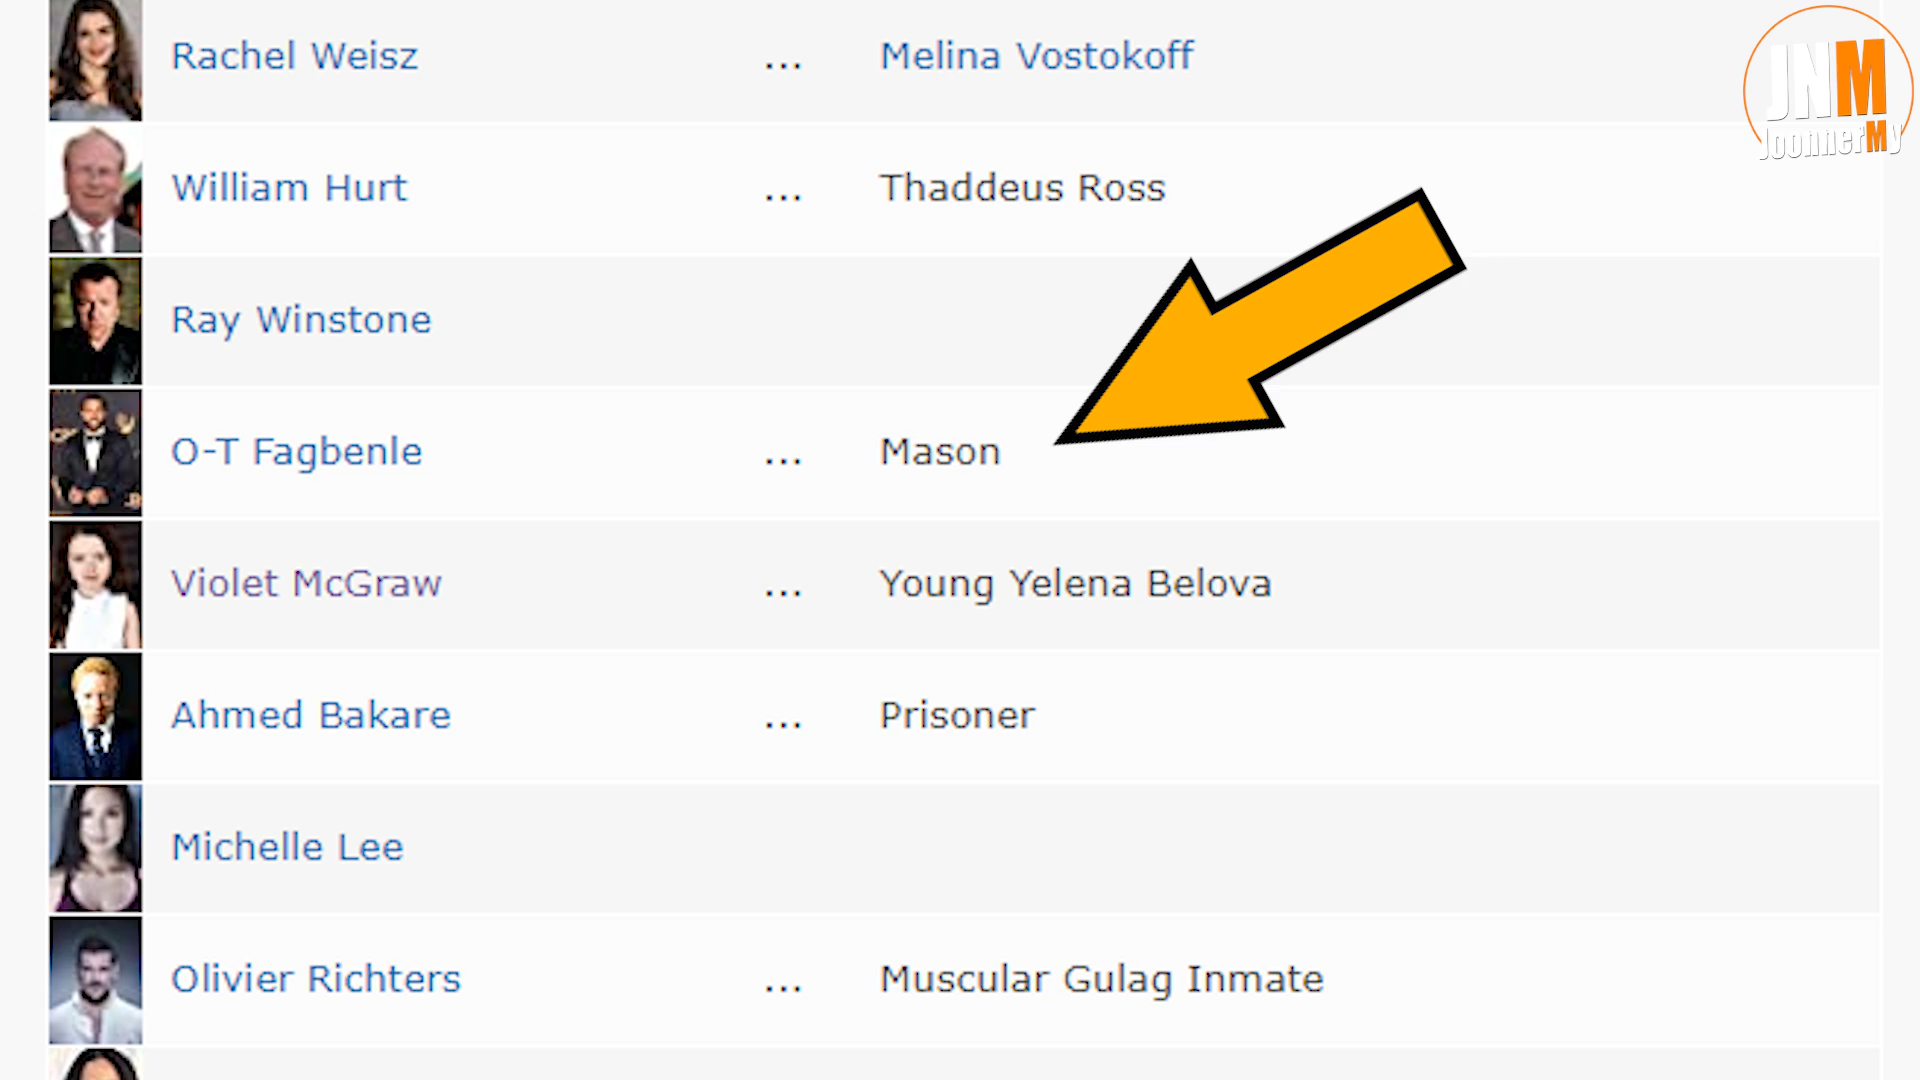 Rachel Weisz ... Melina Vostokoff
William Hurt ... Thaddeus Ross
Ray Winstone
O-T Fagbenle ... Mason
Violet McGraw ... Young Yelena Belova
Ahmed Bakare ... Prisoner
Michelle Lee
Olivier Richters ... Muscular Gulag Inmate
JNM
JoonnerMy